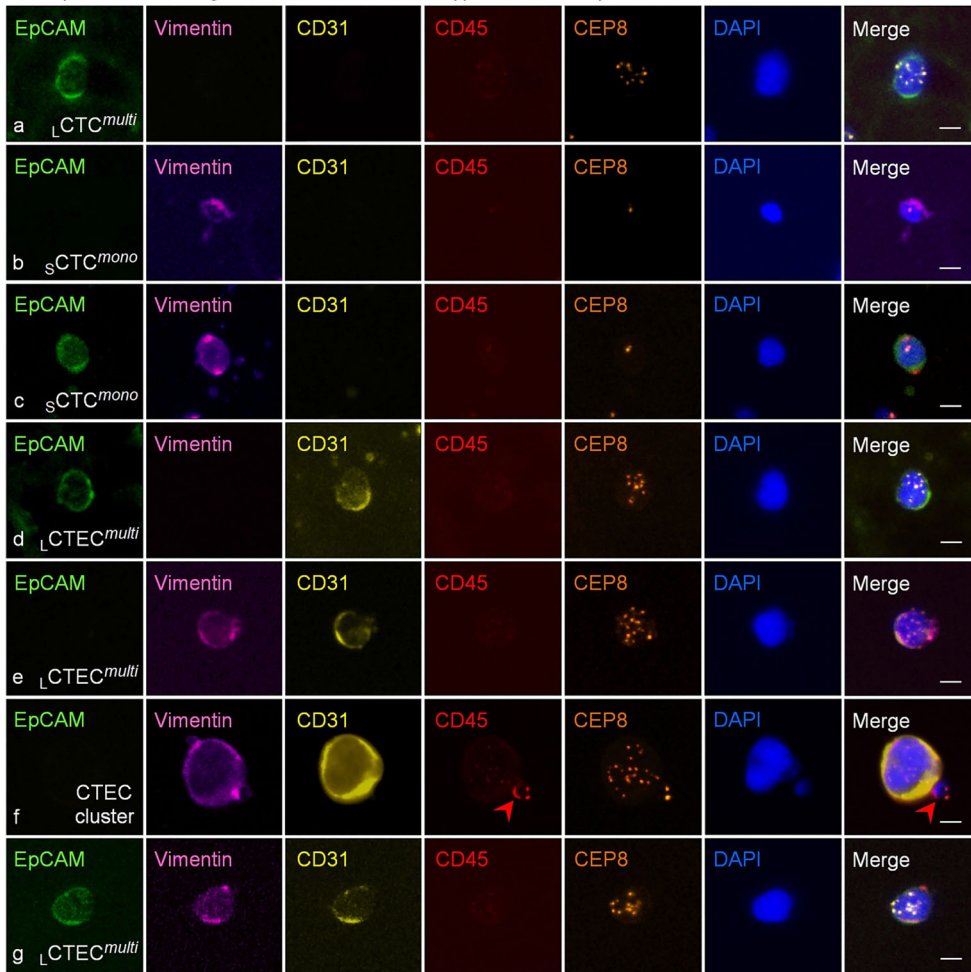 EpCAM Vimentin CD31 CD45 CEP8 DAPI Merge
a LCTCmulti
EpCAM Vimentin CD31 CD45 CEP8 DAPI Merge
b SCTCmono
EpCAM Vimentin CD31 CD45 CEP8 DAPI Merge
c SCTCmono
EpCAM Vimentin CD31 CD45 CEP8 DAPI Merge
d LCTECmulti
EpCAM Vimentin CD31 CD45 CEP8 DAPI Merge
e LCTECmulti
EpCAM Vimentin CD31 CD45 CEP8 DAPI Merge
CTEC
f cluster
EpCAM Vimentin CD31 CD45 CEP8 DAPI Merge
g LCTECmulti